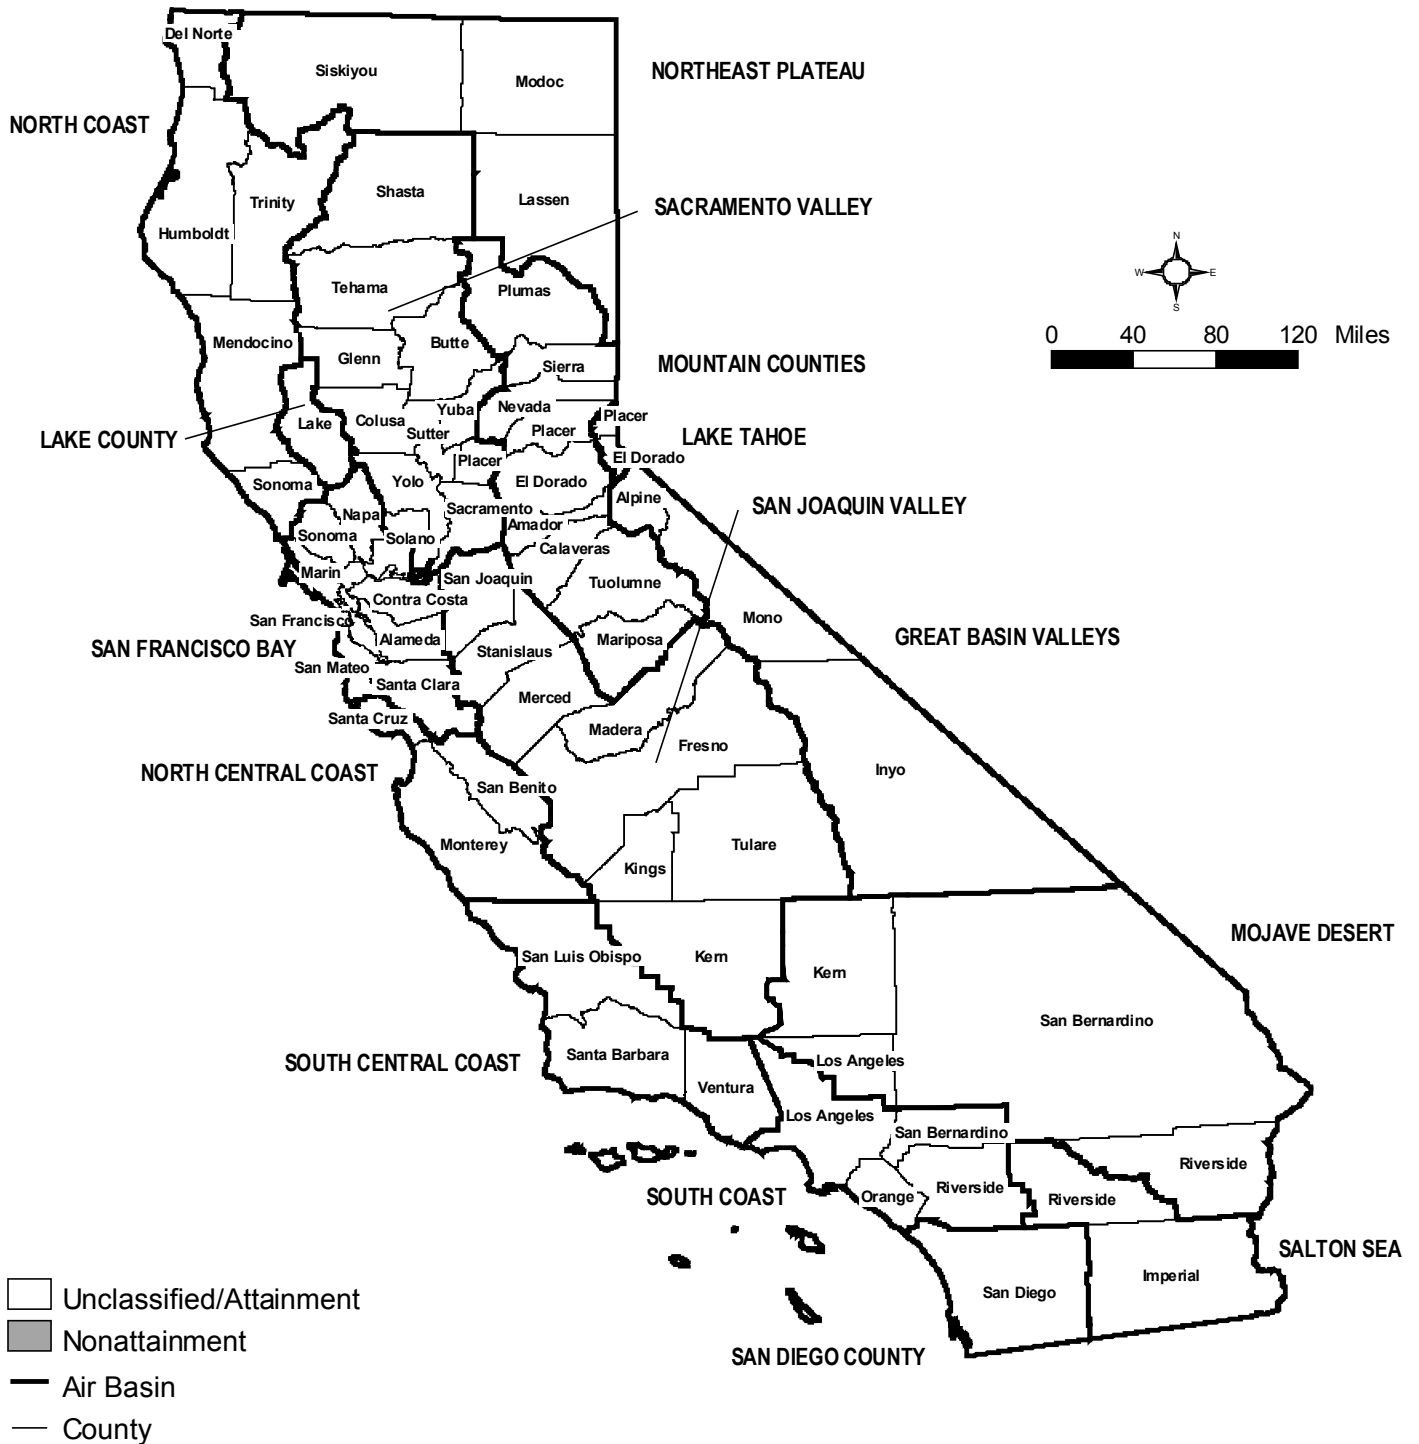 Del Norte
Siskiyou
Modoc
NORTHEAST PLATEAU
NORTH COAST
Shasta
Lassen
Trinity
SACRAMENTO VALLEY
Humboldt
N
W
E
S
Tehama
Plumas
0 40 80 120 Miles
Mendocino
Butte
Glenn
Sierra
MOUNTAIN COUNTIES
Yuba
Nevada
Placer
Colusa
Lake
Sutter
Placer
LAKE COUNTY
LAKE TAHOE
Placer
El Dorado
Sonoma
Yolo
El Dorado
Alpine
SAN JOAQUIN VALLEY
Napa
Sacramento
Amador
Sonoma
Solano
Calaveras
Marin
San Joaquin
Tuolumne
Contra Costa
San Francisco
Mono
Alameda
Mariposa
GREAT BASIN VALLEYS
SAN FRANCISCO BAY
Stanislaus
San Mateo
Santa Clara
Merced
Santa Cruz
Madera
Fresno
NORTH CENTRAL COAST
Inyo
San Benito
Monterey
Tulare
Kings
MOJAVE DESERT
San Luis Obispo
Kern
Kern
San Bernardino
SOUTH CENTRAL COAST
Santa Barbara
Los Angeles
Ventura
Los Angeles
San Bernardino
Riverside
SOUTH COAST
Orange
Riverside
Riverside
SALTON SEA
Imperial
San Diego
SAN DIEGO COUNTY
Unclassified/Attainment
Nonattainment
Air Basin
County